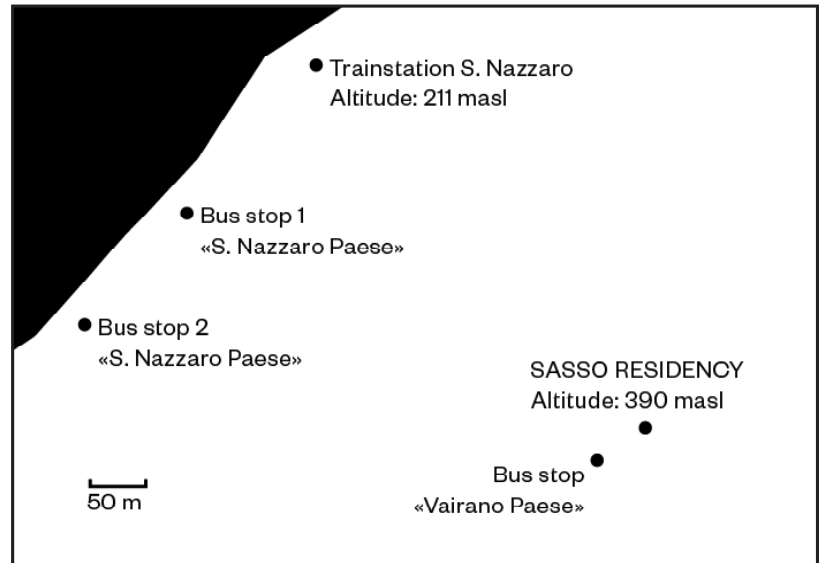 Trainstation S. Nazzaro
Altitude: 211 masl
Bus stop 1
«S. Nazzaro Paese»
Bus stop 2
«S. Nazzaro Paese»
SASSO RESIDENCY
Altitude: 390 masl
Bus stop
«Vairano Paese»
50 m